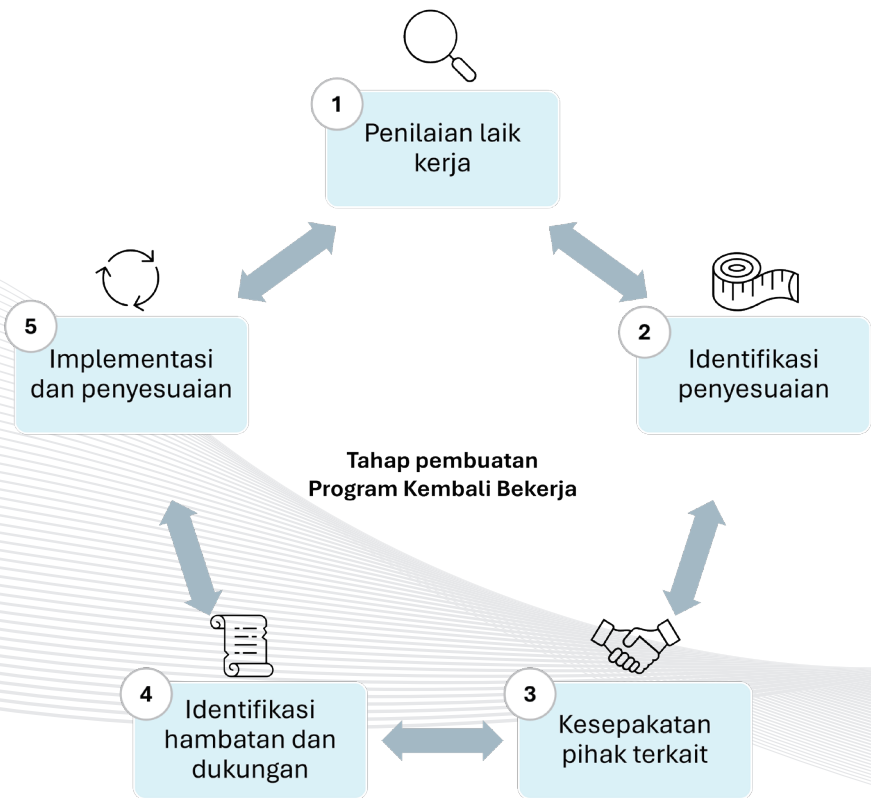 1
Penilaian laik
kerja
2
Identifikasi
penyesuaian
3
Kesepakatan
pihak terkait
4
Identifikasi
hambatan dan
dukungan
5
Implementasi
dan penyesuaian
Tahap pembuatan
Program Kembali Bekerja